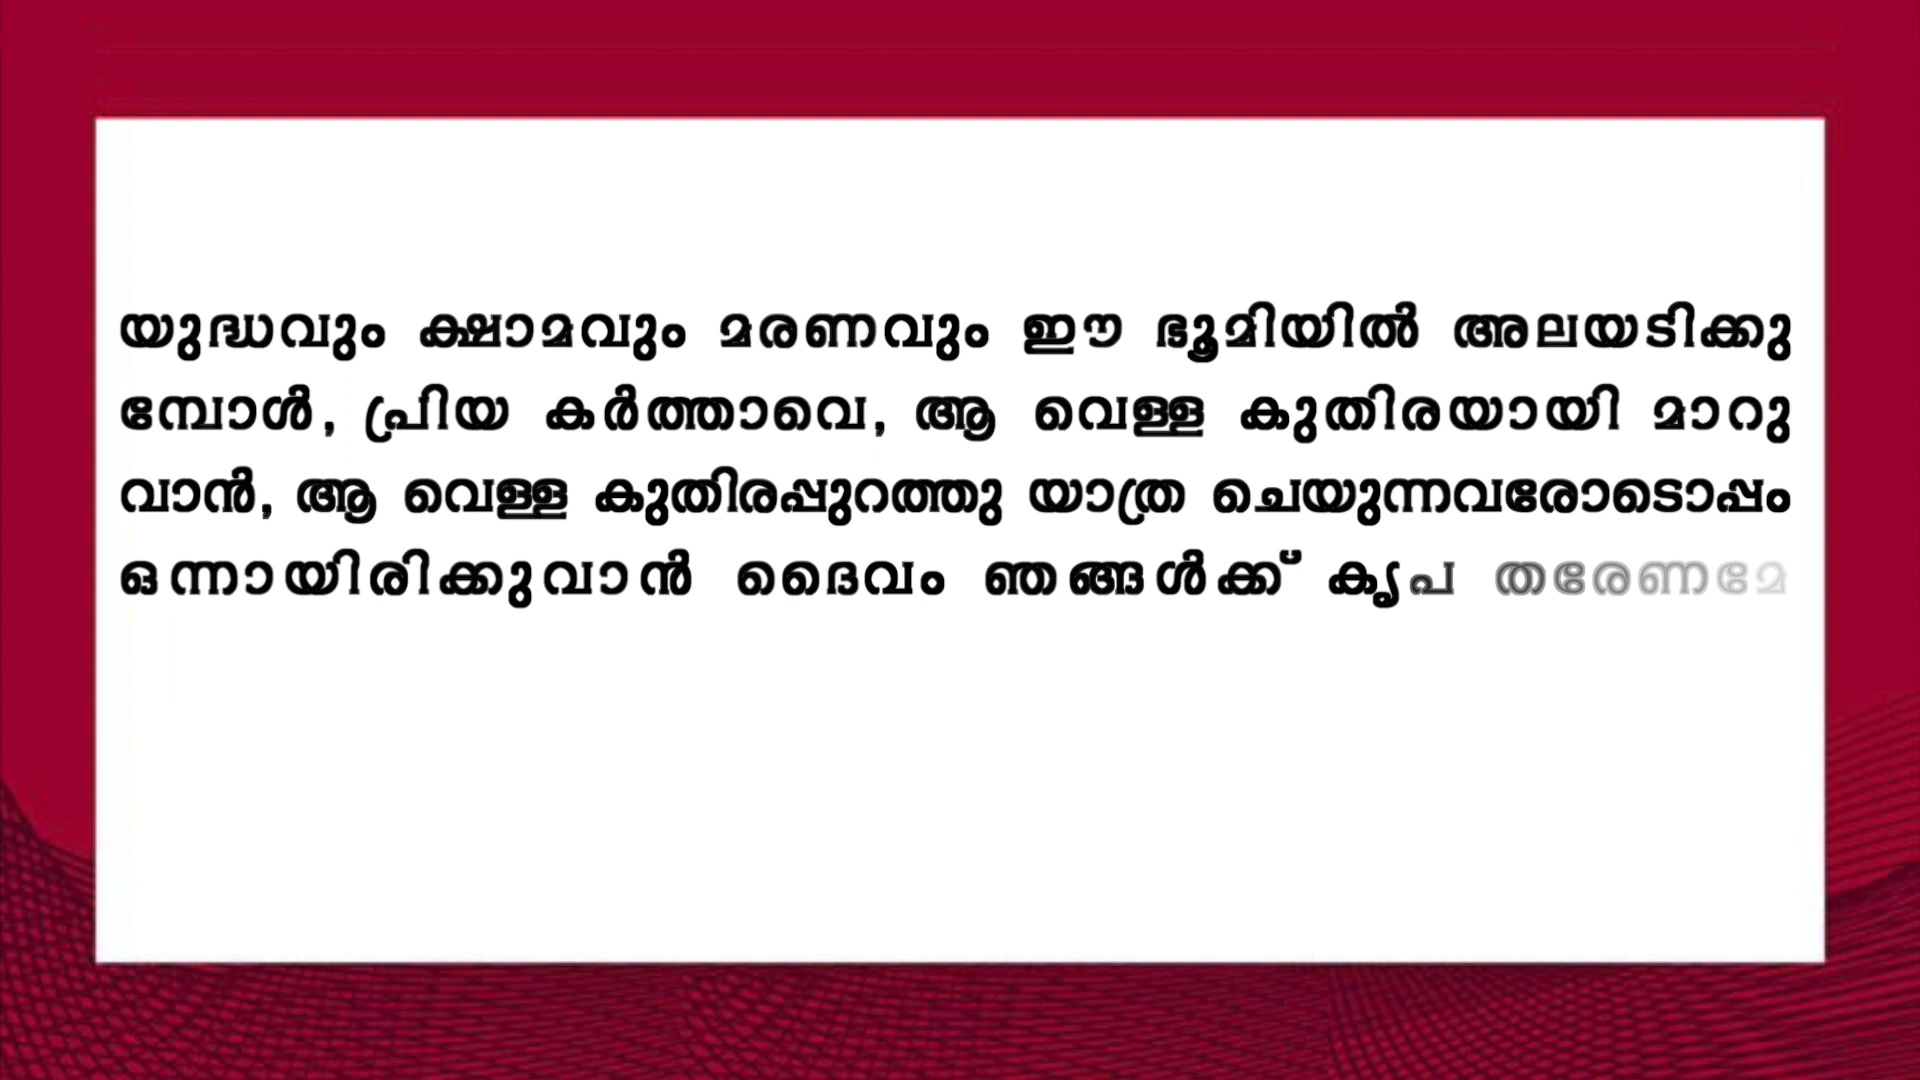 യുദ്ധവും ക്ഷാമവും മരണവും ഈ ഭൂമിയിൽ അലയടിക്കു
മ്പോൾ, പ്രിയ കർത്താവെ, ആ വെള്ള കുതിരയായി മാറു
വാൻ, ആ വെള്ള കുതിരപ്പുറത്തു യാത്ര ചെയുന്നവരോടൊപ്പം
ഒന്നായിരിക്കുവാൻ ദൈവം ഞങ്ങൾക്ക് കൃപ തരേണമേ